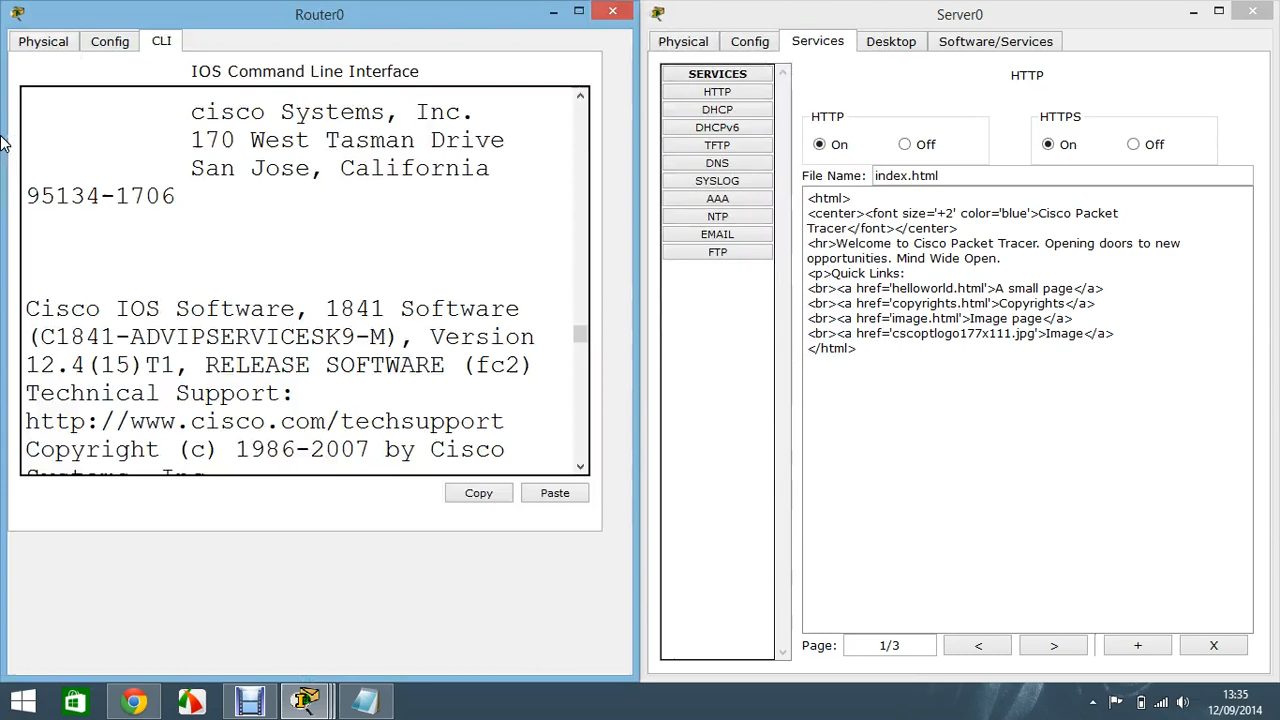 Router0
Physical
Config
CLI
IOS Command Line Interface
cisco Systems, Inc.
170 West Tasman Drive
San Jose, California
95134-1706
Cisco IOS Software, 1841 Software
(C1841-ADVIPSERVICESK9-M), Version
12.4(15)T1, RELEASE SOFTWARE (fc2)
Technical Support:
http://www.cisco.com/techsupport
Copyright (c) 1986-2007 by Cisco
Systems, Inc.
Copy
Paste
Server0
Physical
Config
Services
Desktop
Software/Services
SERVICES
HTTP
DHCP
DHCPv6
TFTP
DNS
SYSLOG
AAA
NTP
EMAIL
FTP
HTTP
HTTP
On
Off
HTTPS
On
Off
File Name: index.html
<html>
<center><font size='+2' color='blue'>Cisco Packet
Tracer</font></center>
<hr>Welcome to Cisco Packet Tracer. Opening doors to new
opportunities. Mind Wide Open.
<p>Quick Links:
<br><a href='helloworld.html'>A small page</a>
<br><a href='copyrights.html'>Copyrights</a>
<br><a href='image.html'>Image page</a>
<br><a href='cscoptlogo177x111.jpg'>Image</a>
</html>
Page: 1/3 < > + X
13:35
12/09/2014